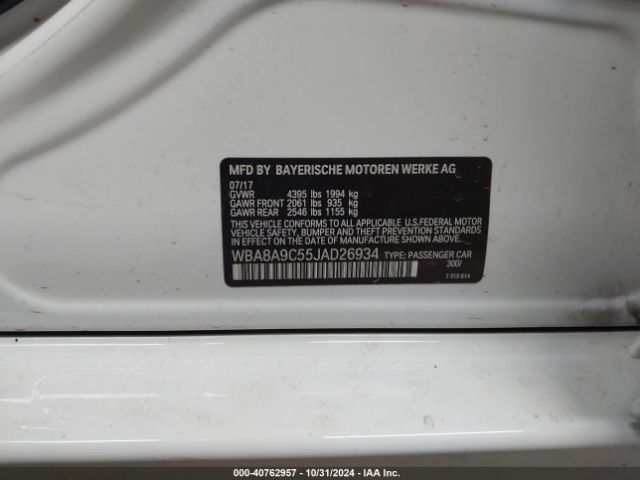 MFD BY BAYERISCHE MOTOREN WERKE AG
07/17
GVWR 4395 lbs 1994 kg
GAWR FRONT 2061 lbs 935 kg
GAWR REAR 2546 lbs 1155 kg
THIS VEHICLE CONFORMS TO ALL APPLICABLE U.S.FEDERAL MOTOR
VEHICLE SAFETY, BUMPER AND THEFT PREVENTION STANDARDS
IN EFFECT ON THE DATE OF MANUFACTURE SHOWN ABOVE.
WBA8A9C55JAD26934 TYPE: PASSENGER CAR
300/
7 313 614
000-40762957 - 10/31/2024 - IAA Inc.